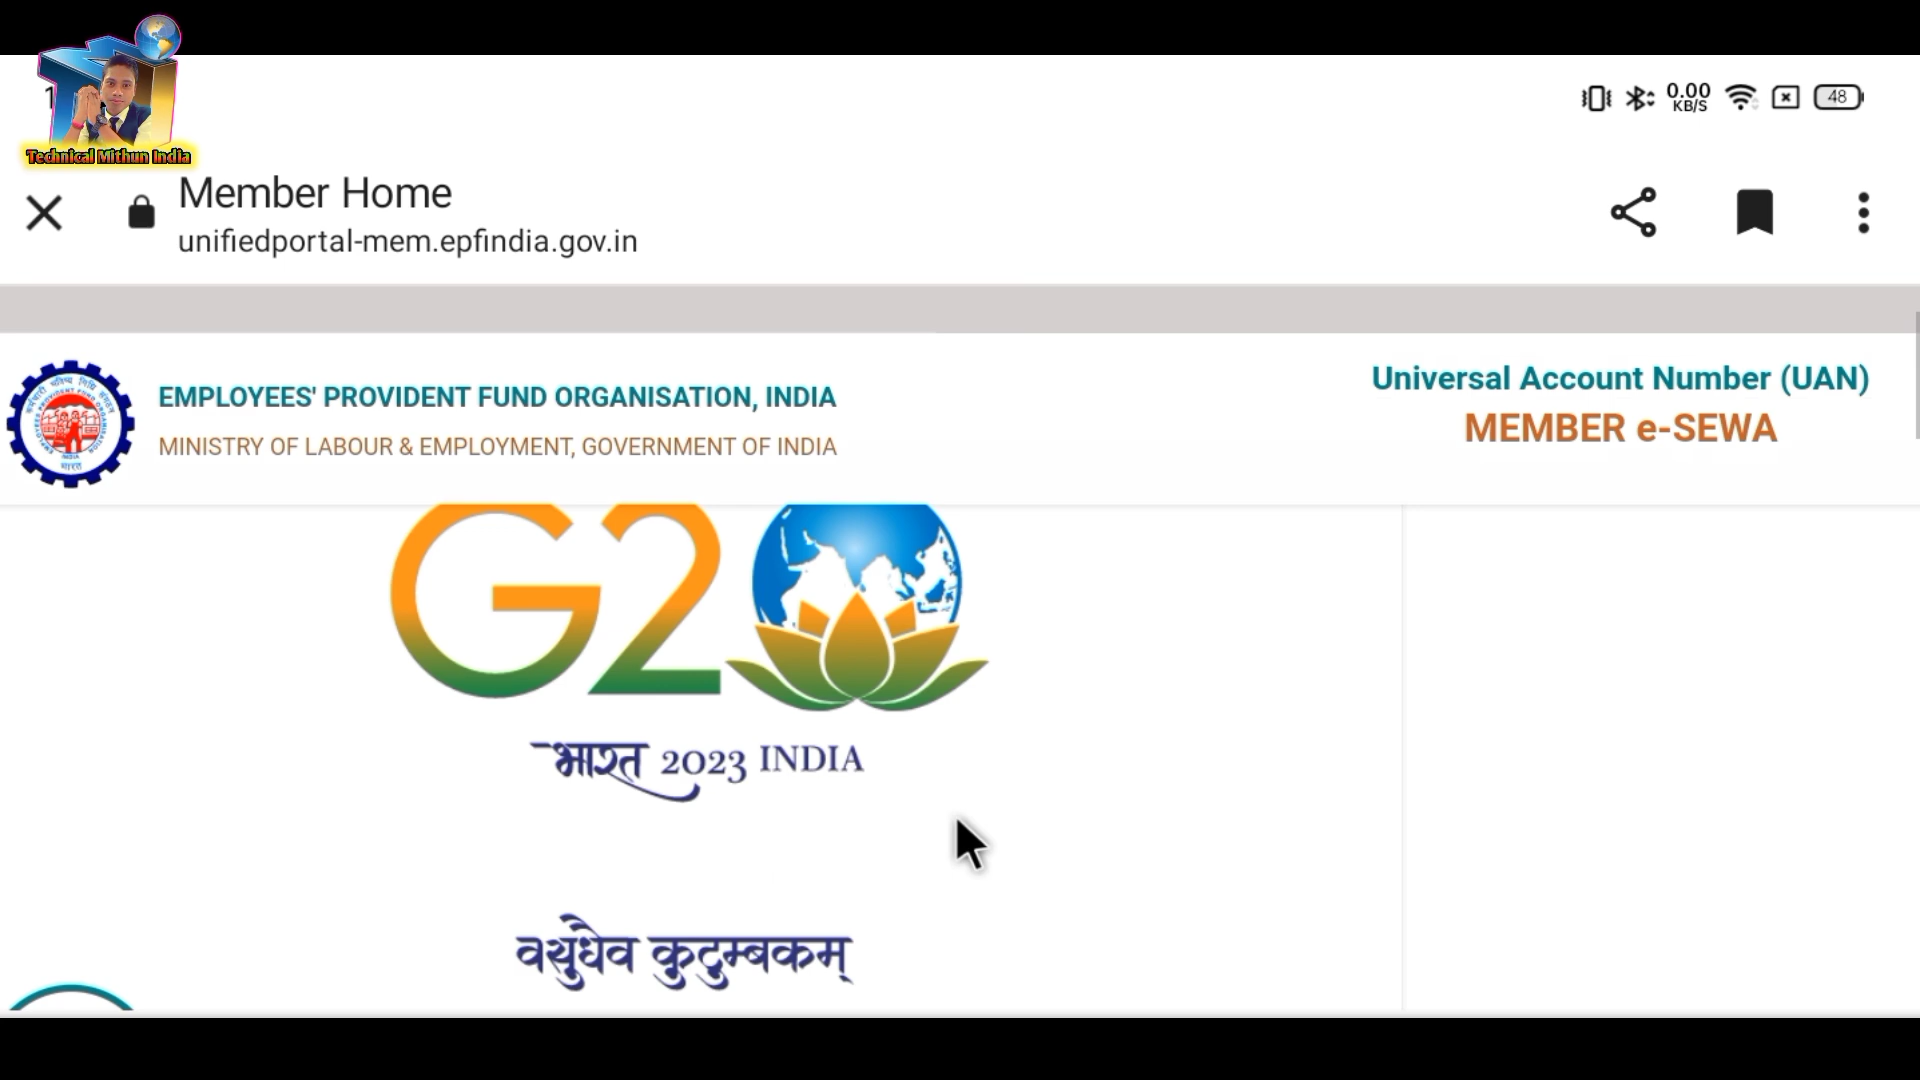 Technical Mithun India
0.00
KB/S
48
Member Home
unifiedportal-mem.epfindia.gov.in
EMPLOYEES' PROVIDENT FUND ORGANISATION, INDIA
MINISTRY OF LABOUR & EMPLOYMENT, GOVERNMENT OF INDIA
Universal Account Number (UAN)
MEMBER e-SEWA
G20
भारत 2023 INDIA
वसुधैव कुटुम्बकम्